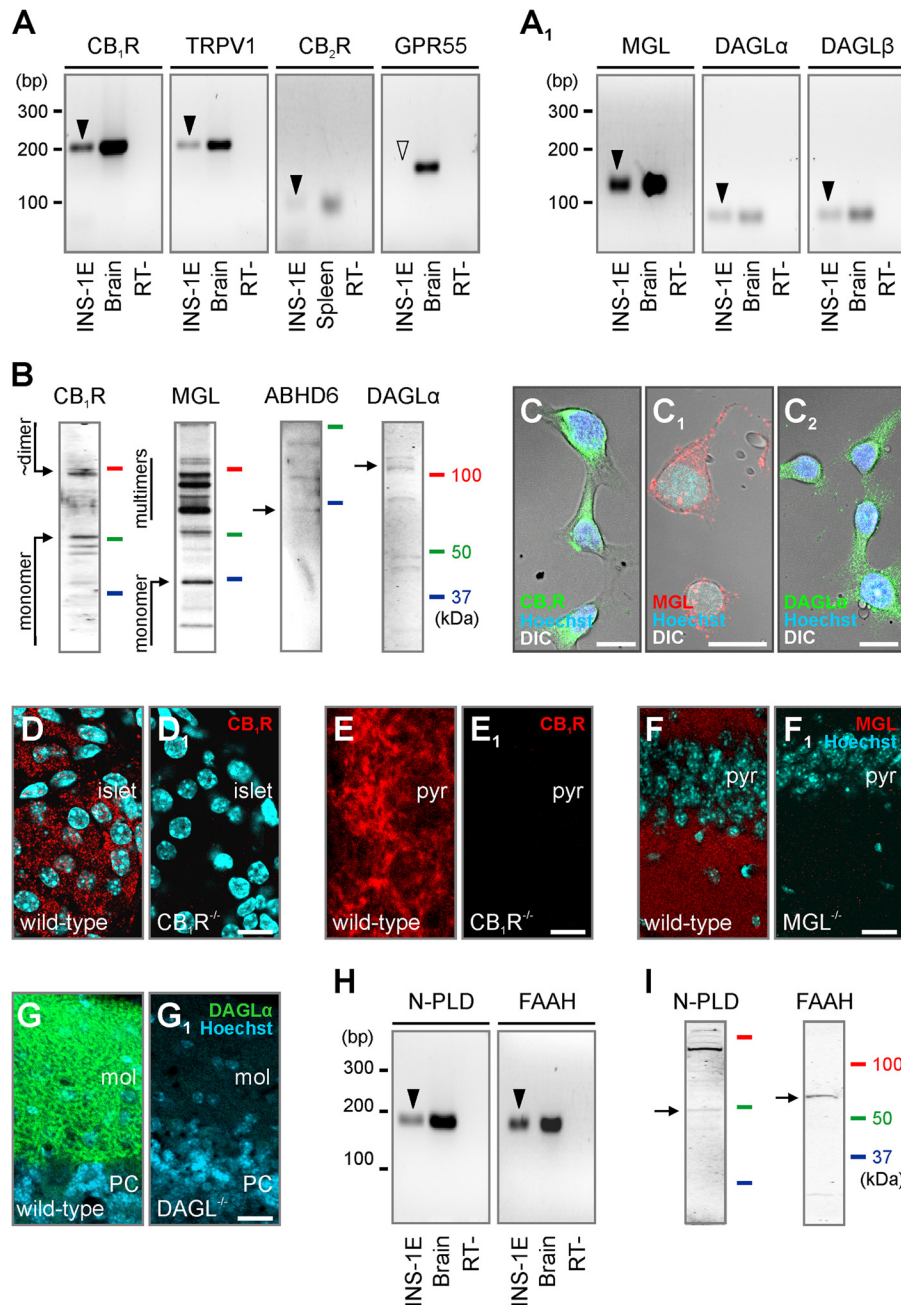 A
CB₁R TRPV1 CB₂R GPR55
(bp)
300
200
100
INS-1E Brain RT-
INS-1E Brain RT-
INS-1E Spleen RT-
INS-1E Brain RT-
A₁
MGL DAGLα DAGLβ
(bp)
300
200
100
INS-1E Brain RT-
INS-1E Brain RT-
INS-1E Brain RT-
B
CB₁R MGL ABHD6 DAGLα
~dimer
monomer
multimers
monomer
100
50
37
(kDa)
C
CB₁R
Hoechst
DIC
C₁
MGL
Hoechst
DIC
C₂
DAGLα
Hoechst
DIC
D
islet
wild-type
D₁
CB₁R
islet
CB₁R-/-
E
pyr
wild-type
E₁
CB₁R
pyr
CB₁R-/-
F
pyr
wild-type
F₁
MGL
Hoechst
pyr
MGL-/-
G
mol
PC
wild-type
G₁
DAGLα
Hoechst
mol
PC
DAGL-/-
H
N-PLD FAAH
(bp)
300
200
100
INS-1E Brain RT-
INS-1E Brain RT-
I
N-PLD FAAH
100
50
37
(kDa)